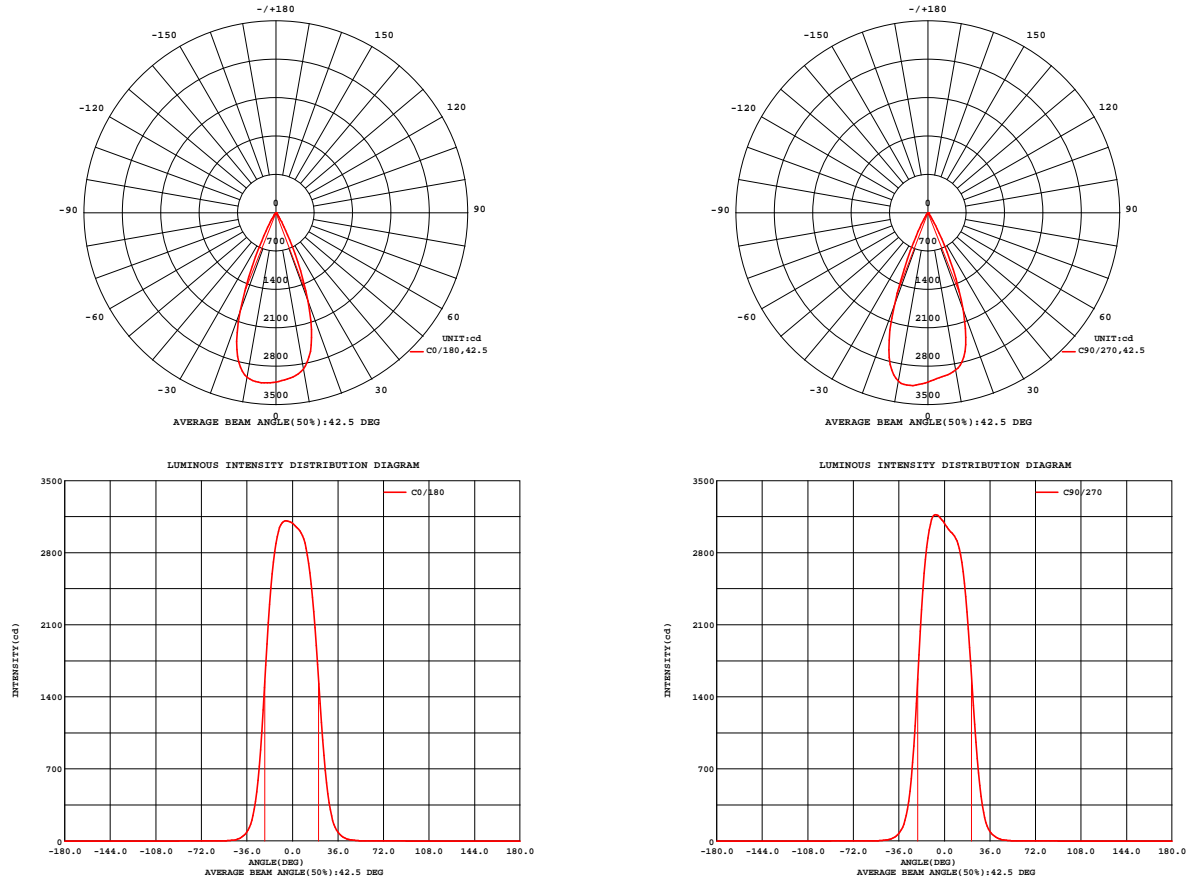 -/+180
-150
150
-120
120
-90
90
0
700
1400
2100
2800
3500
-60
60
UNIT:cd
C0/180,42.5
-30
30
0
AVERAGE BEAM ANGLE(50%):42.5 DEG
-/+180
-150
150
-120
120
-90
90
0
700
1400
2100
2800
3500
-60
60
UNIT:cd
C90/270,42.5
-30
30
0
AVERAGE BEAM ANGLE(50%):42.5 DEG
LUMINOUS INTENSITY DISTRIBUTION DIAGRAM
C0/180
INTENSITY(cd)
3500
2800
2100
1400
700
0
-180.0 -144.0 -108.0 -72.0 -36.0 0.0 36.0 72.0 108.0 144.0 180.0
ANGLE(DEG)
AVERAGE BEAM ANGLE(50%):42.5 DEG
LUMINOUS INTENSITY DISTRIBUTION DIAGRAM
C90/270
INTENSITY(cd)
3500
2800
2100
1400
700
0
-180.0 -144.0 -108.0 -72.0 -36.0 0.0 36.0 72.0 108.0 144.0 180.0
ANGLE(DEG)
AVERAGE BEAM ANGLE(50%):42.5 DEG